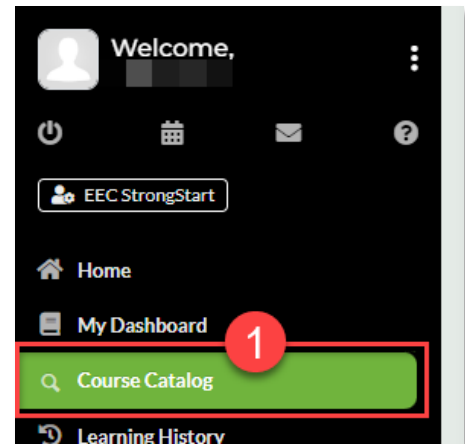 Welcome,
EEC StrongStart
Home
My Dashboard
1
Course Catalog
Learning History